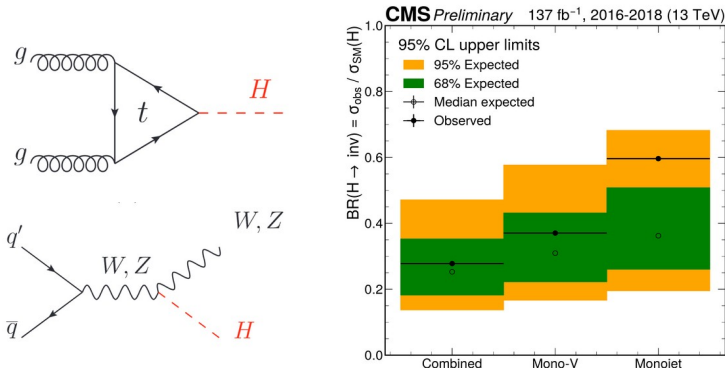 g
t
H
g
W, Z
q′
W, Z
q̅
H
CMS Preliminary 137 fb⁻¹, 2016-2018 (13 TeV)
95% CL upper limits
95% Expected
68% Expected
Median expected
Observed
BR(H → inv) = σobs / σSM(H)
1.0
0.8
0.6
0.4
0.2
0.0
Combined
Mono-V
Monojet